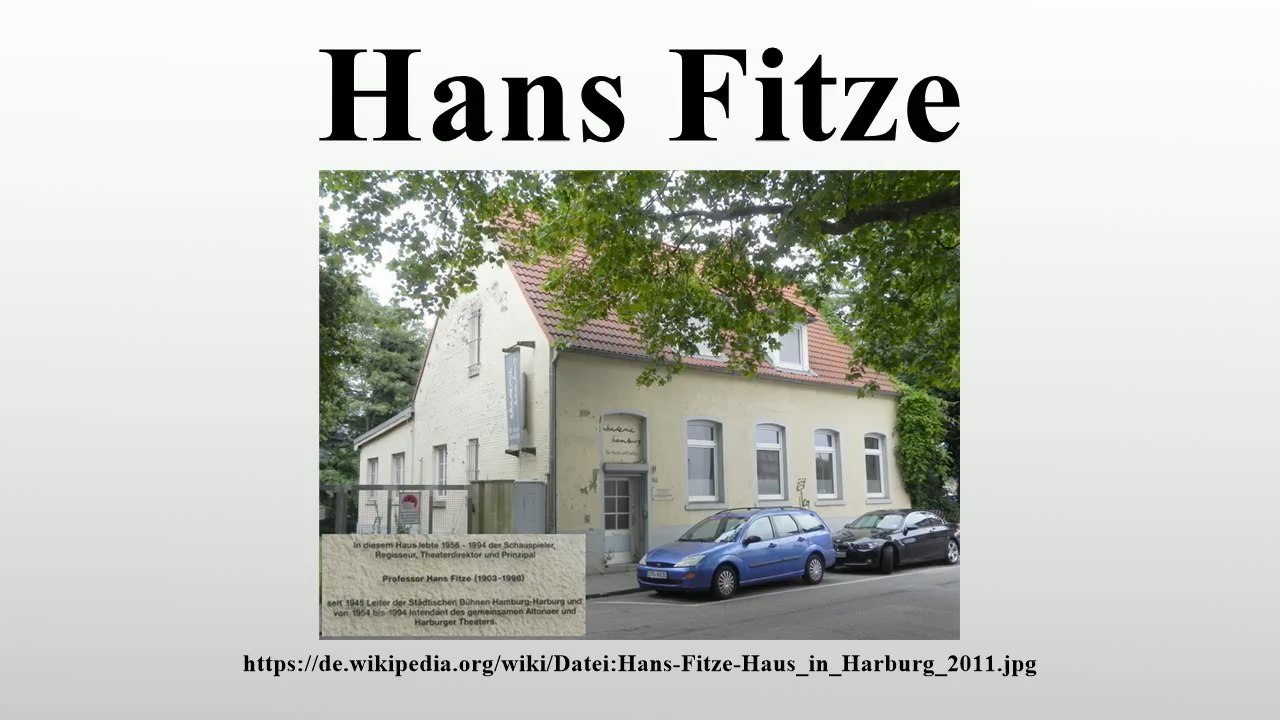 Hans Fitze
akademie
hamburg
In diesem Haus lebte 1956 - 1994 der Schauspieler,
Regisseur, Theaterdirektor und Prinzipal
Professor Hans Fitze (1903-1998)
seit 1945 Leiter der Städtischen Bühnen Hamburg-Harburg und
von 1954 bis 1994 Intendant des gemeinsamen Altonaer und
Harburger Theaters.
https://de.wikipedia.org/wiki/Datei:Hans-Fitze-Haus_in_Harburg_2011.jpg